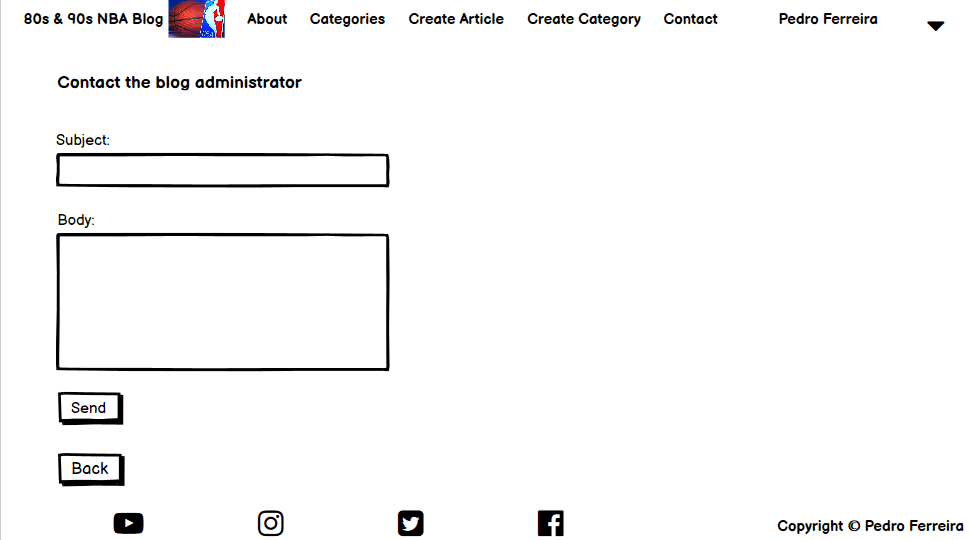 80s & 90s NBA Blog About Categories Create Article Create Category Contact Pedro Ferreira
Contact the blog administrator
Subject:
Body:
Send
Back
Copyright © Pedro Ferreira